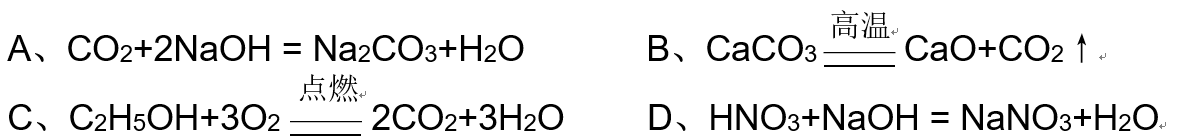 A、CO2+2NaOH = Na2CO3+H2O B、CaCO3 高温 CaO+CO2↑
C、C2H5OH+3O2 点燃 2CO2+3H2O D、HNO3+NaOH = NaNO3+H2O